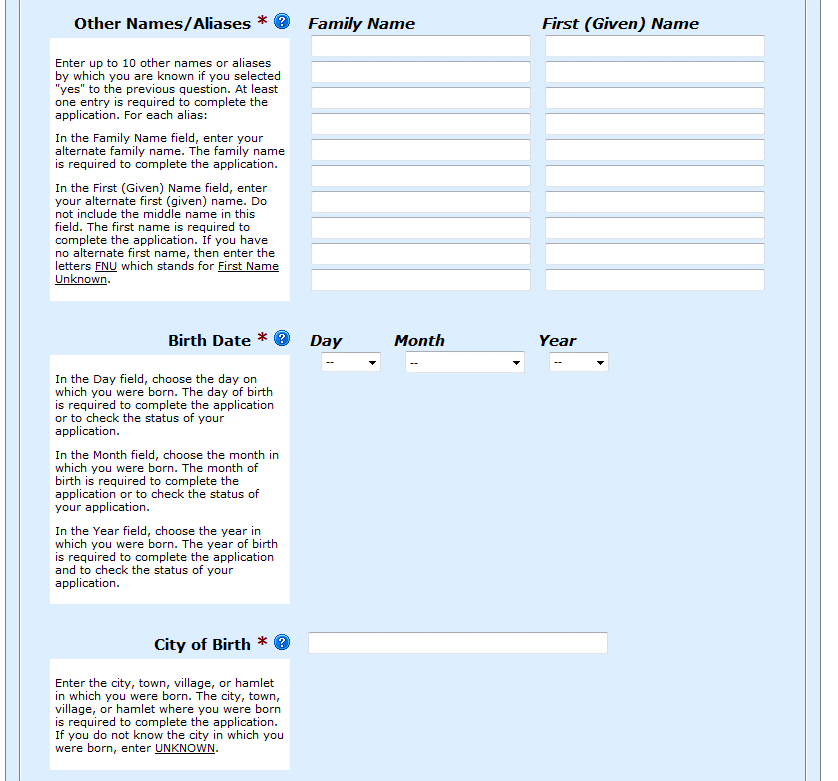 Other Names/Aliases * ? Family Name First (Given) Name
Enter up to 10 other names or aliases
by which you are known if you selected
"yes" to the previous question. At least
one entry is required to complete the
application. For each alias:
In the Family Name field, enter your
alternate family name. The family name
is required to complete the application.
In the First (Given) Name field, enter
your alternate first (given) name. Do
not include the middle name in this
field. The first name is required to
complete the application. If you have
no alternate first name, then enter the
letters FNU which stands for First Name
Unknown.
Birth Date * ? Day Month Year
-- -- --
In the Day field, choose the day on
which you were born. The day of birth
is required to complete the application
or to check the status of your
application.
In the Month field, choose the month in
which you were born. The month of
birth is required to complete the
application or to check the status of
your application.
In the Year field, choose the year in
which you were born. The year of birth
is required to complete the application
and to check the status of your
application.
City of Birth * ?
Enter the city, town, village, or hamlet
in which you were born. The city, town,
village, or hamlet where you were born
is required to complete the application.
If you do not know the city in which you
were born, enter UNKNOWN.